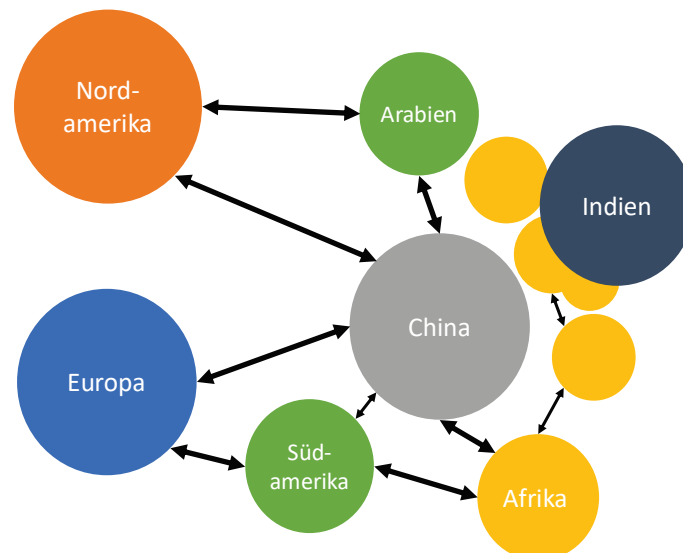 Nord-
amerika
Arabien
Indien
China
Europa
Süd-
amerika
Afrika